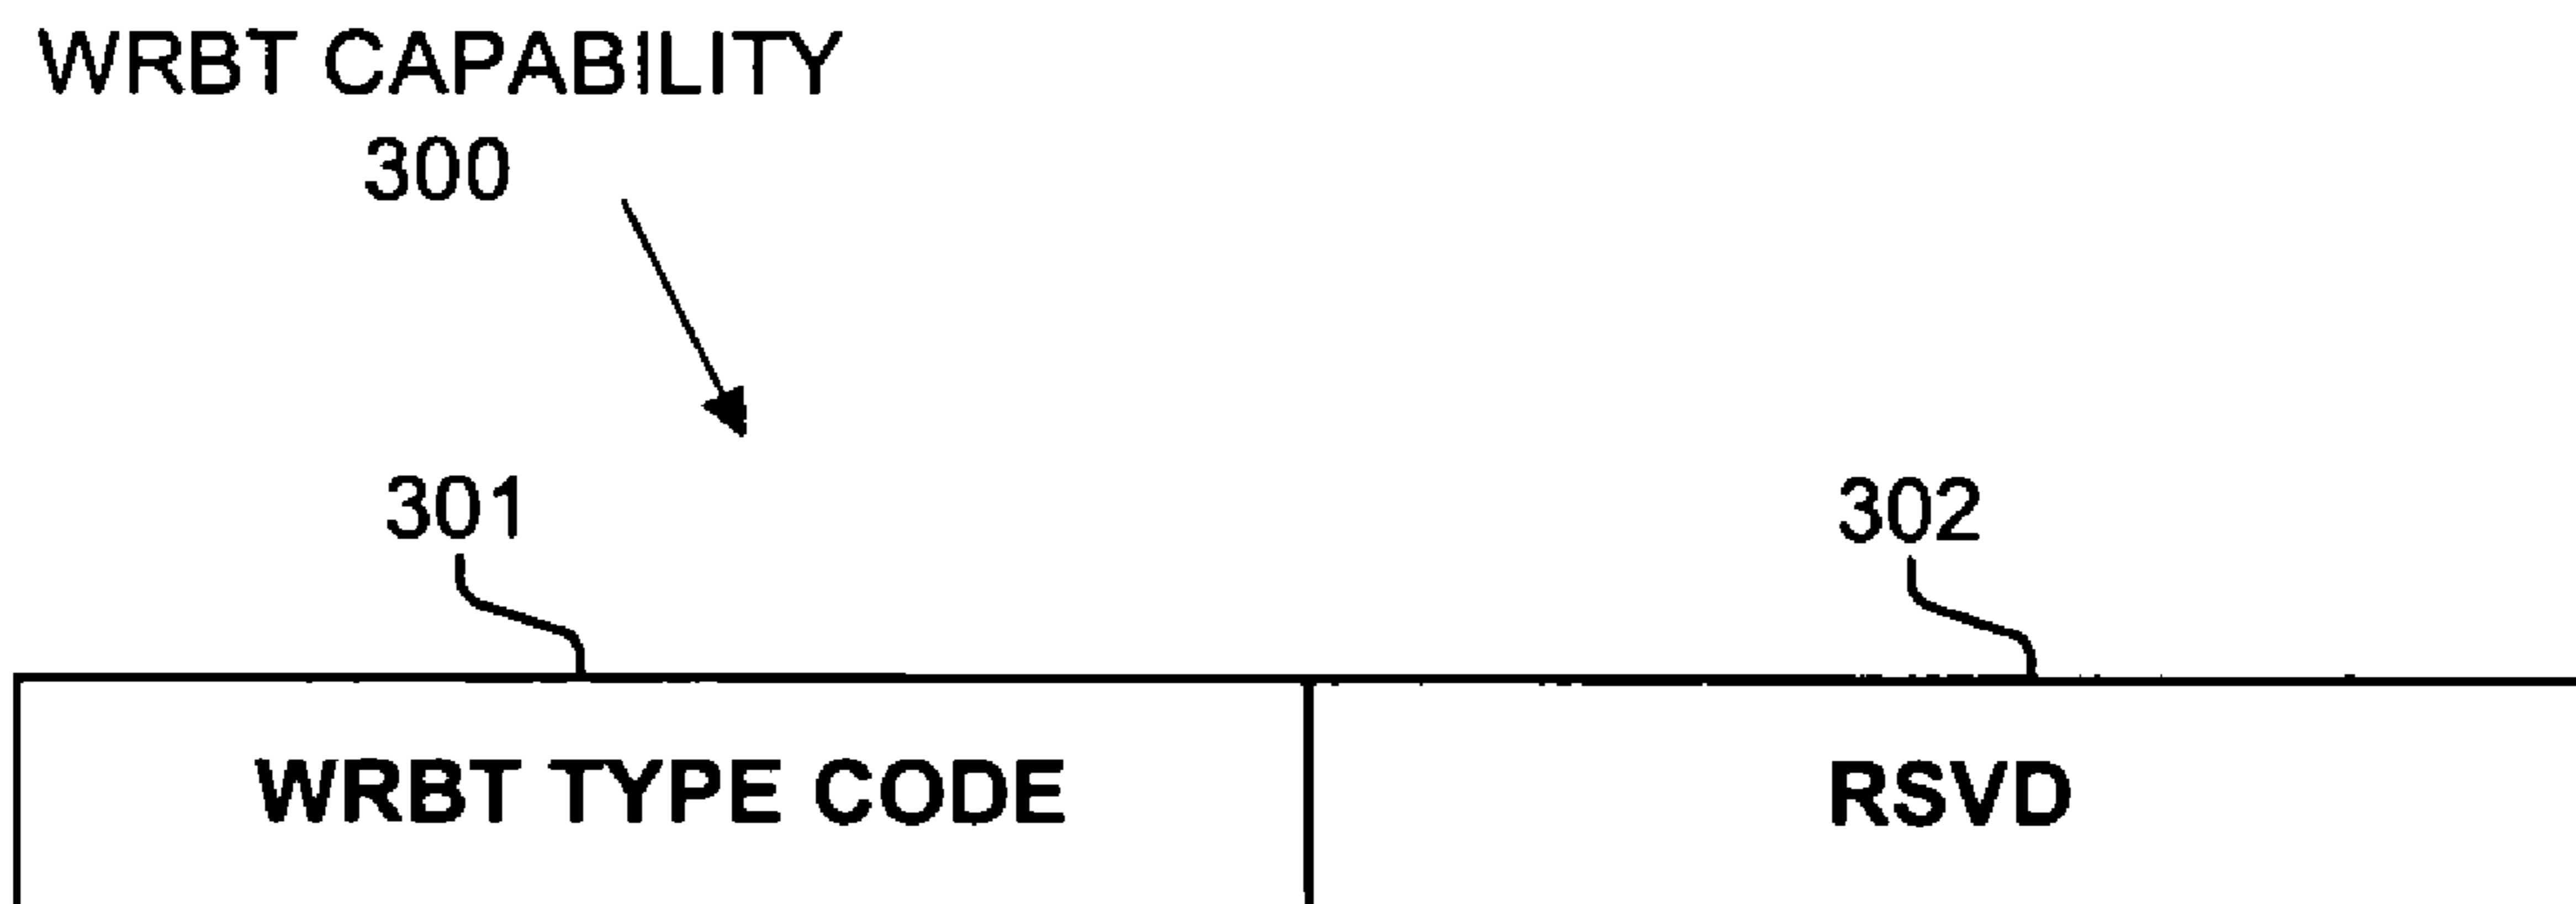 WRBT CAPABILITY
300
301
302
WRBT TYPE CODE
RSVD